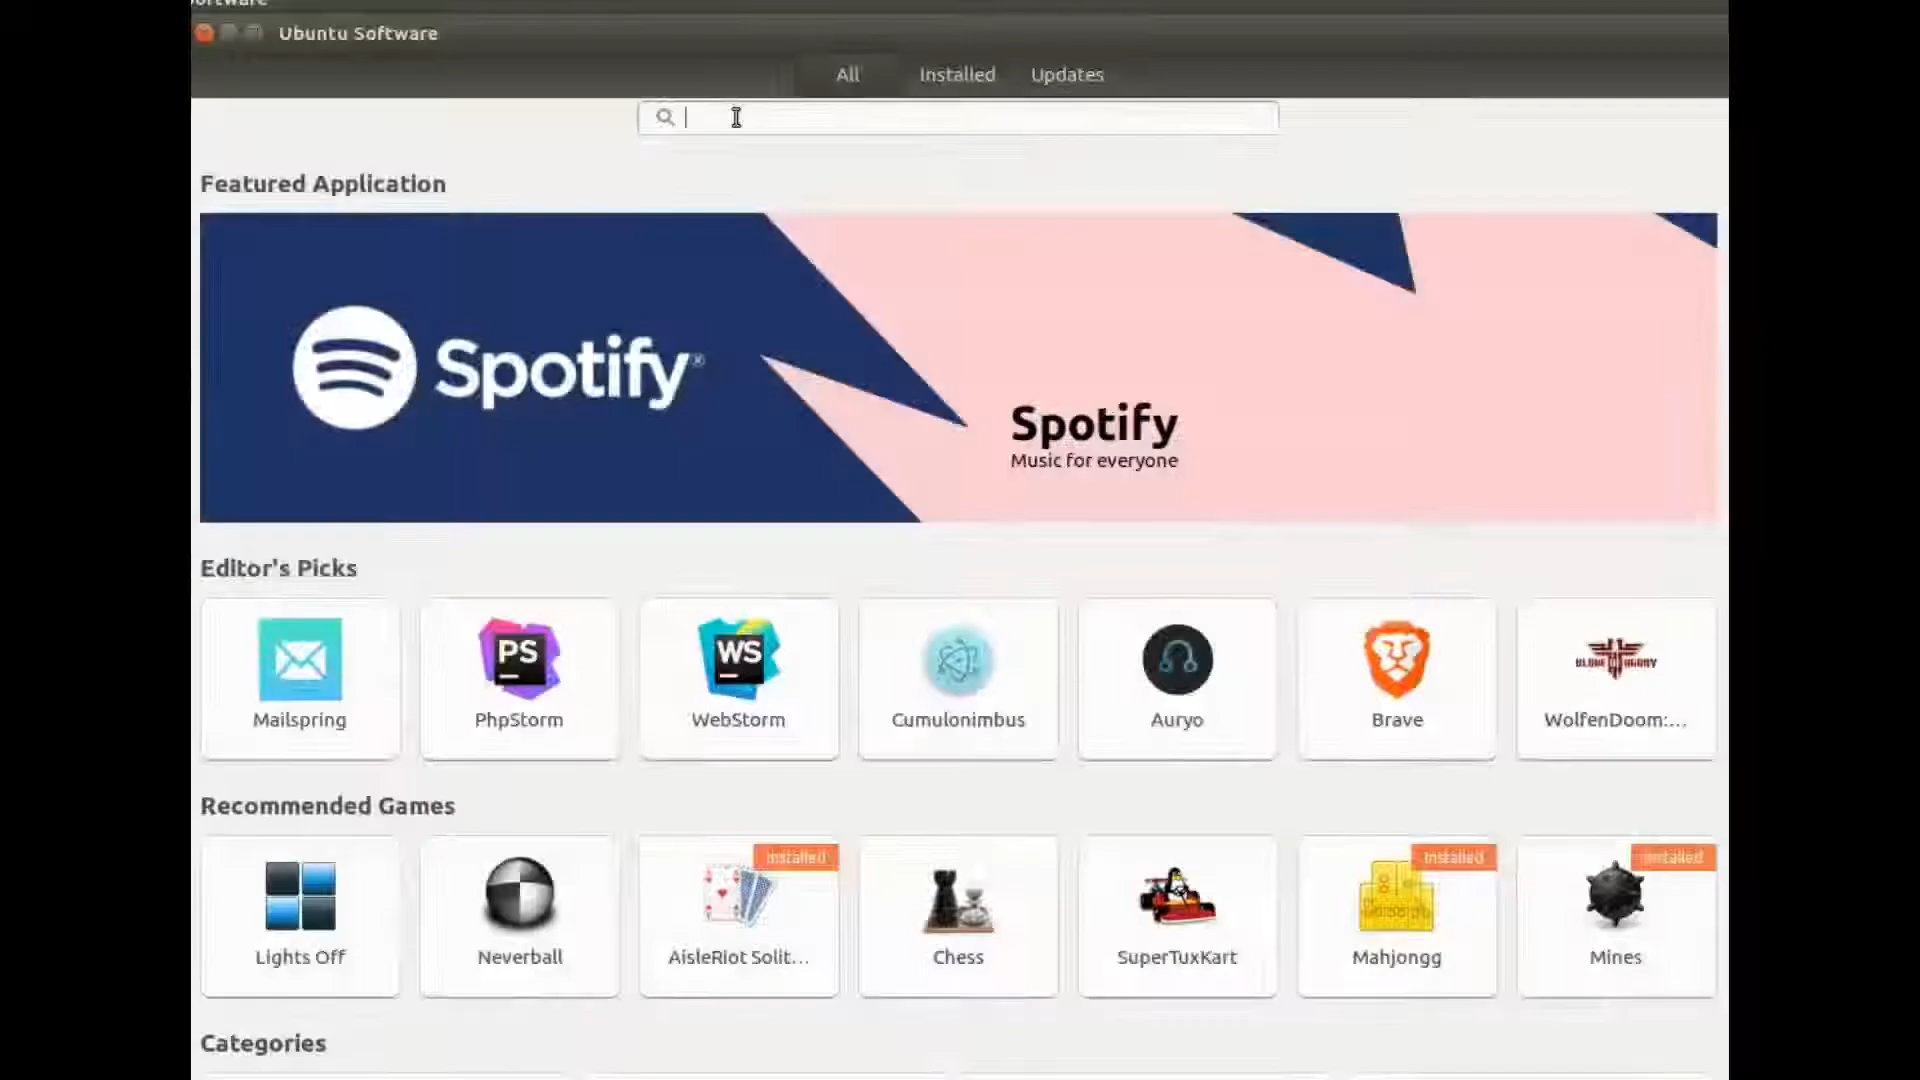 Ubuntu Software
All Installed Updates
Featured Application
Spotify®
Spotify
Music for everyone
Editor's Picks
PS WS
Mailspring PhpStorm WebStorm Cumulonimbus Auryo Brave WolfenDoom:...
Recommended Games
Installed Installed Installed
Lights Off Neverball AisleRiot Solit... Chess SuperTuxKart Mahjongg Mines
Categories